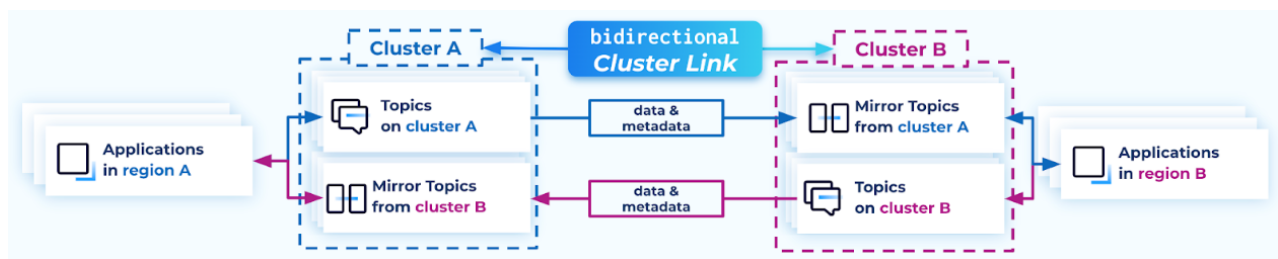 bidirectional
Cluster Link
Cluster A
Cluster B
Topics
on cluster A
data &
metadata
Mirror Topics
from cluster A
Applications
in region A
Applications
in region B
Mirror Topics
from cluster B
data &
metadata
Topics
on cluster B